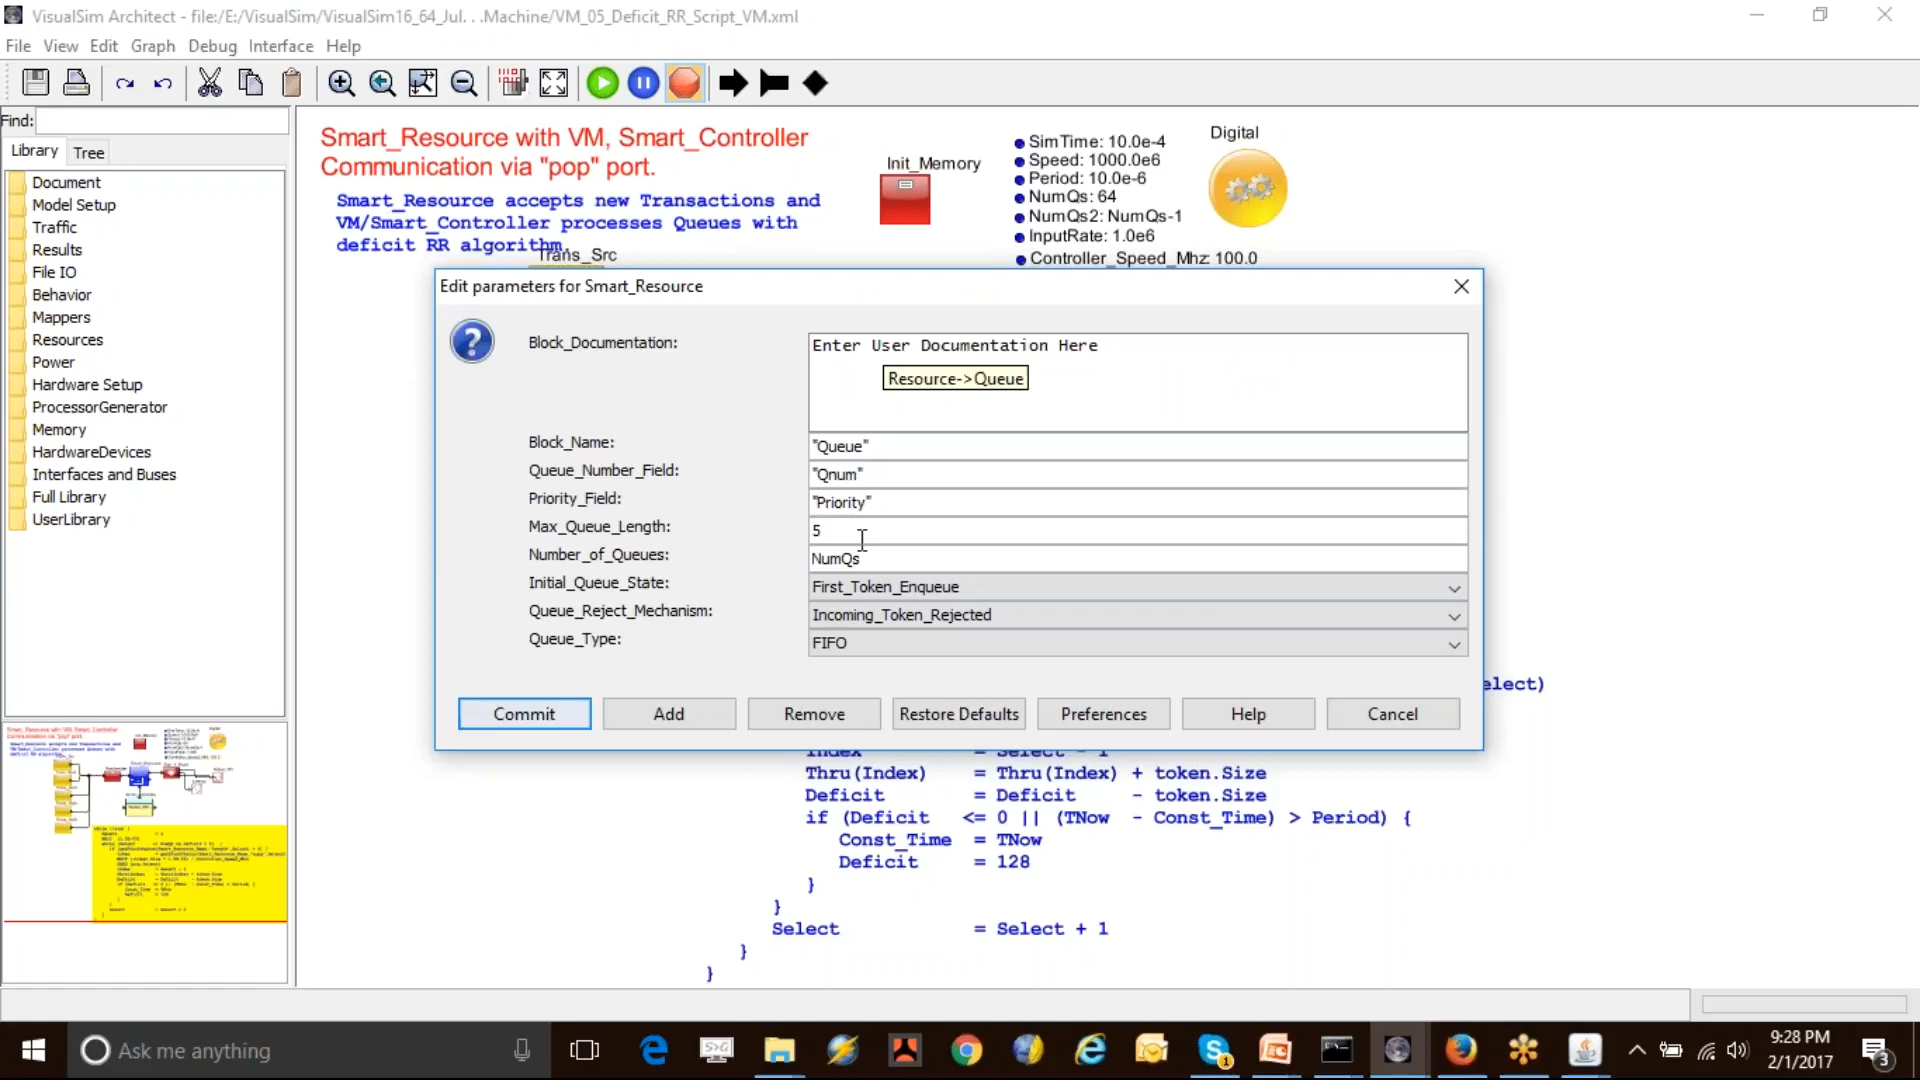 VisualSim Architect - file:/E:/VisualSim/VisualSim16_64_Jul. . .Machine/VM_05_Deficit_RR_Script_VM.xml
File View Edit Graph Debug Interface Help
Find:
Library Tree
Document
Model Setup
Traffic
Results
File IO
Behavior
Mappers
Resources
Power
Hardware Setup
ProcessorGenerator
Memory
HardwareDevices
Interfaces and Buses
Full Library
UserLibrary
Smart_Resource with VM, Smart_Controller
Communication via "pop" port.
Smart_Resource accepts new Transactions and
VM/Smart_Controller processes Queues with
deficit RR algorithm.
Trans_Src
Init_Memory
SimTime: 10.0e-4
Speed: 1000.0e6
Period: 10.0e-6
NumQs: 64
NumQs2: NumQs-1
InputRate: 1.0e6
Controller_Speed_Mhz: 100.0
Digital
Edit parameters for Smart_Resource
Block_Documentation:
Enter User Documentation Here
Resource->Queue
Block_Name: "Queue"
Queue_Number_Field: "Qnum"
Priority_Field: "Priority"
Max_Queue_Length: 5
Number_of_Queues: NumQs
Initial_Queue_State: First_Token_Enqueue
Queue_Reject_Mechanism: Incoming_Token_Rejected
Queue_Type: FIFO
Commit Add Remove Restore Defaults Preferences Help Cancel
elect)
Index = Select - 1
Thru(Index) = Thru(Index) + token.Size
Deficit = Deficit - token.Size
if (Deficit <= 0 || (TNow - Const_Time) > Period) {
Const_Time = TNow
Deficit = 128
}
}
Select = Select + 1
}
}
Ask me anything
9:28 PM
2/1/2017
3